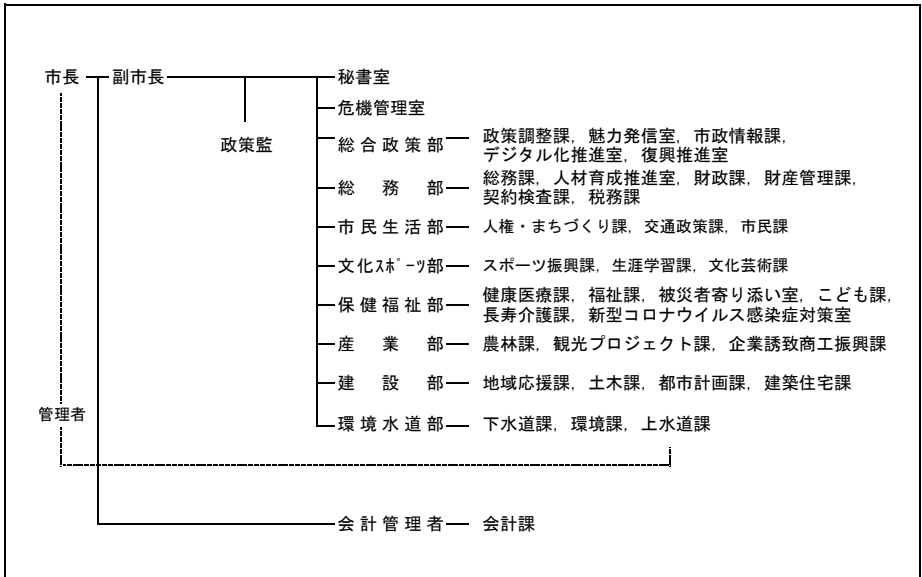 市長 副市長 秘書室
危機管理室
政策監
総合政策部 政策調整課，魅力発信室，市政情報課，
デジタル化推進室，復興推進室
総務部 総務課，人材育成推進室，財政課，財産管理課，
契約検査課，税務課
市民生活部 人権・まちづくり課，交通政策課，市民課
文化ｽﾎﾟｰﾂ部 スポーツ振興課，生涯学習課，文化芸術課
保健福祉部 健康医療課，福祉課，被災者寄り添い室，こども課，
長寿介護課，新型コロナウイルス感染症対策室
産業部 農林課，観光プロジェクト課，企業誘致商工振興課
建設部 地域応援課，土木課，都市計画課，建築住宅課
管理者
環境水道部 下水道課，環境課，上水道課
会計管理者 会計課